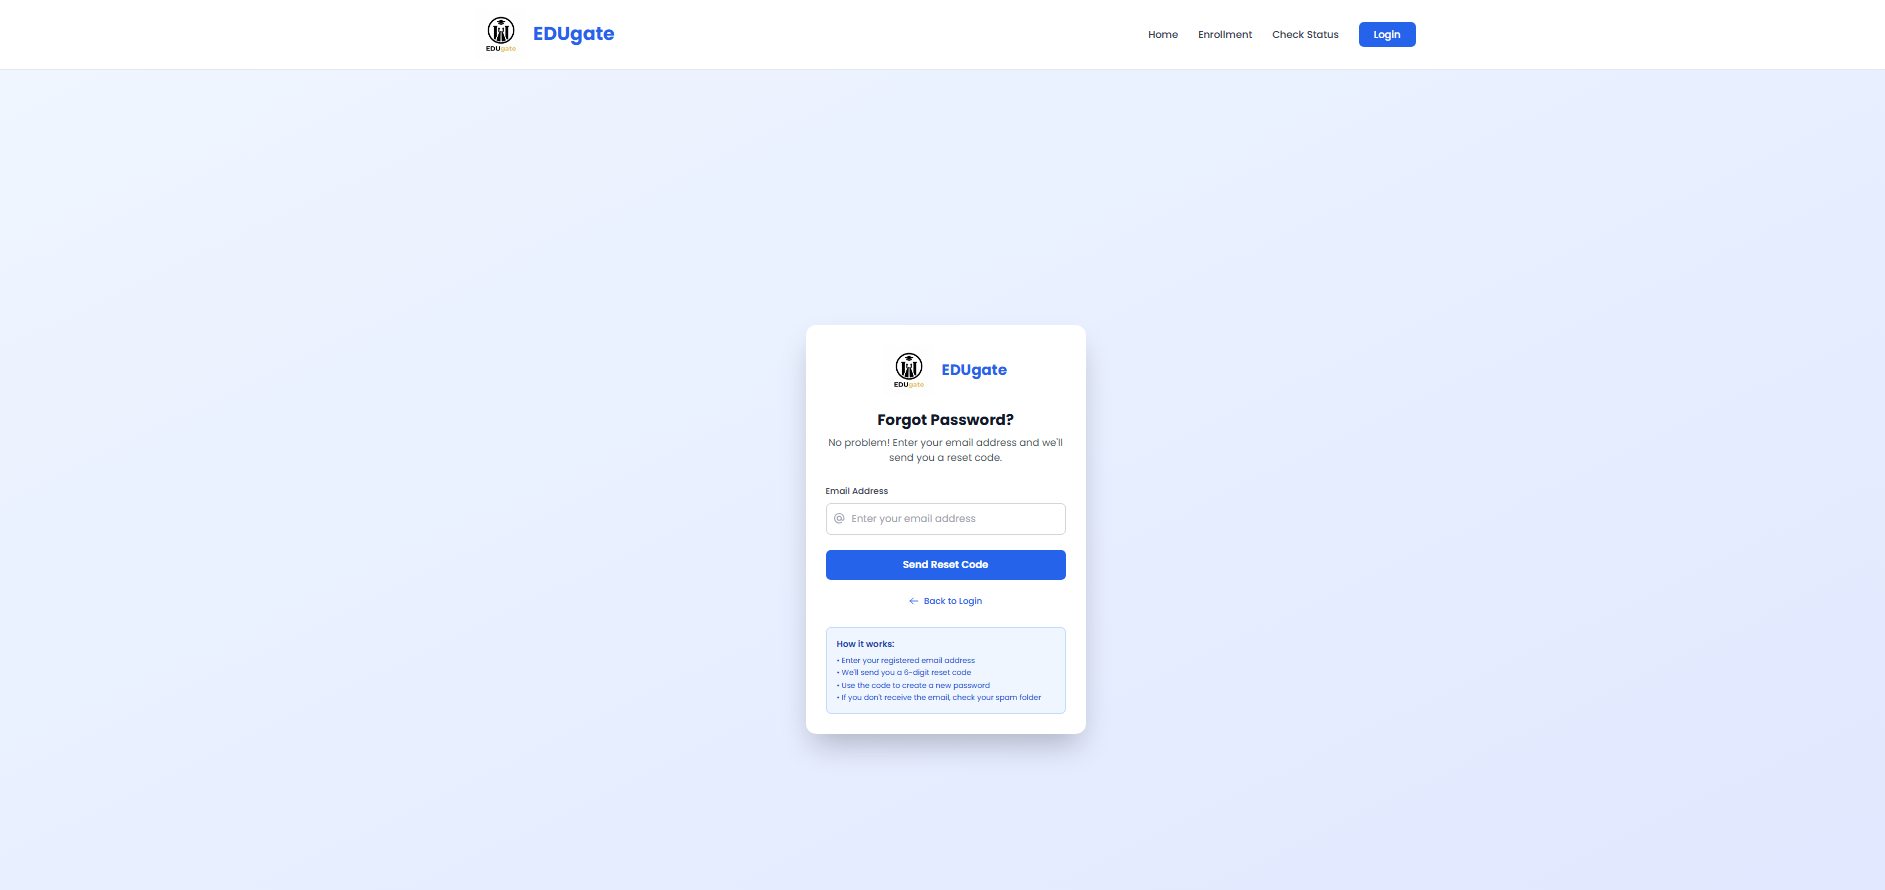 EDUgate
EDUgate
Home
Enrollment
Check Status
Login
EDUgate
EDUgate
Forgot Password?
No problem! Enter your email address and we'll
send you a reset code.
Email Address
Enter your email address
Send Reset Code
← Back to Login
How it works:
• Enter your registered email address
• We'll send you a 6-digit reset code
• Use the code to create a new password
• If you don't receive the email, check your spam folder